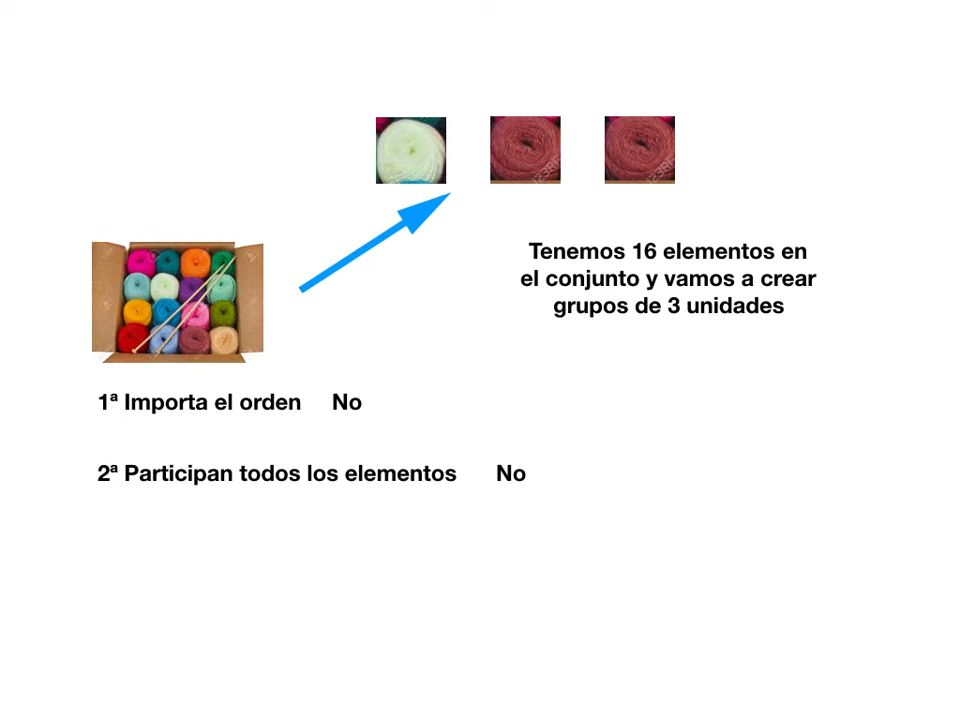 Tenemos 16 elementos en
el conjunto y vamos a crear
grupos de 3 unidades
1ª Importa el orden No
2ª Participan todos los elementos No